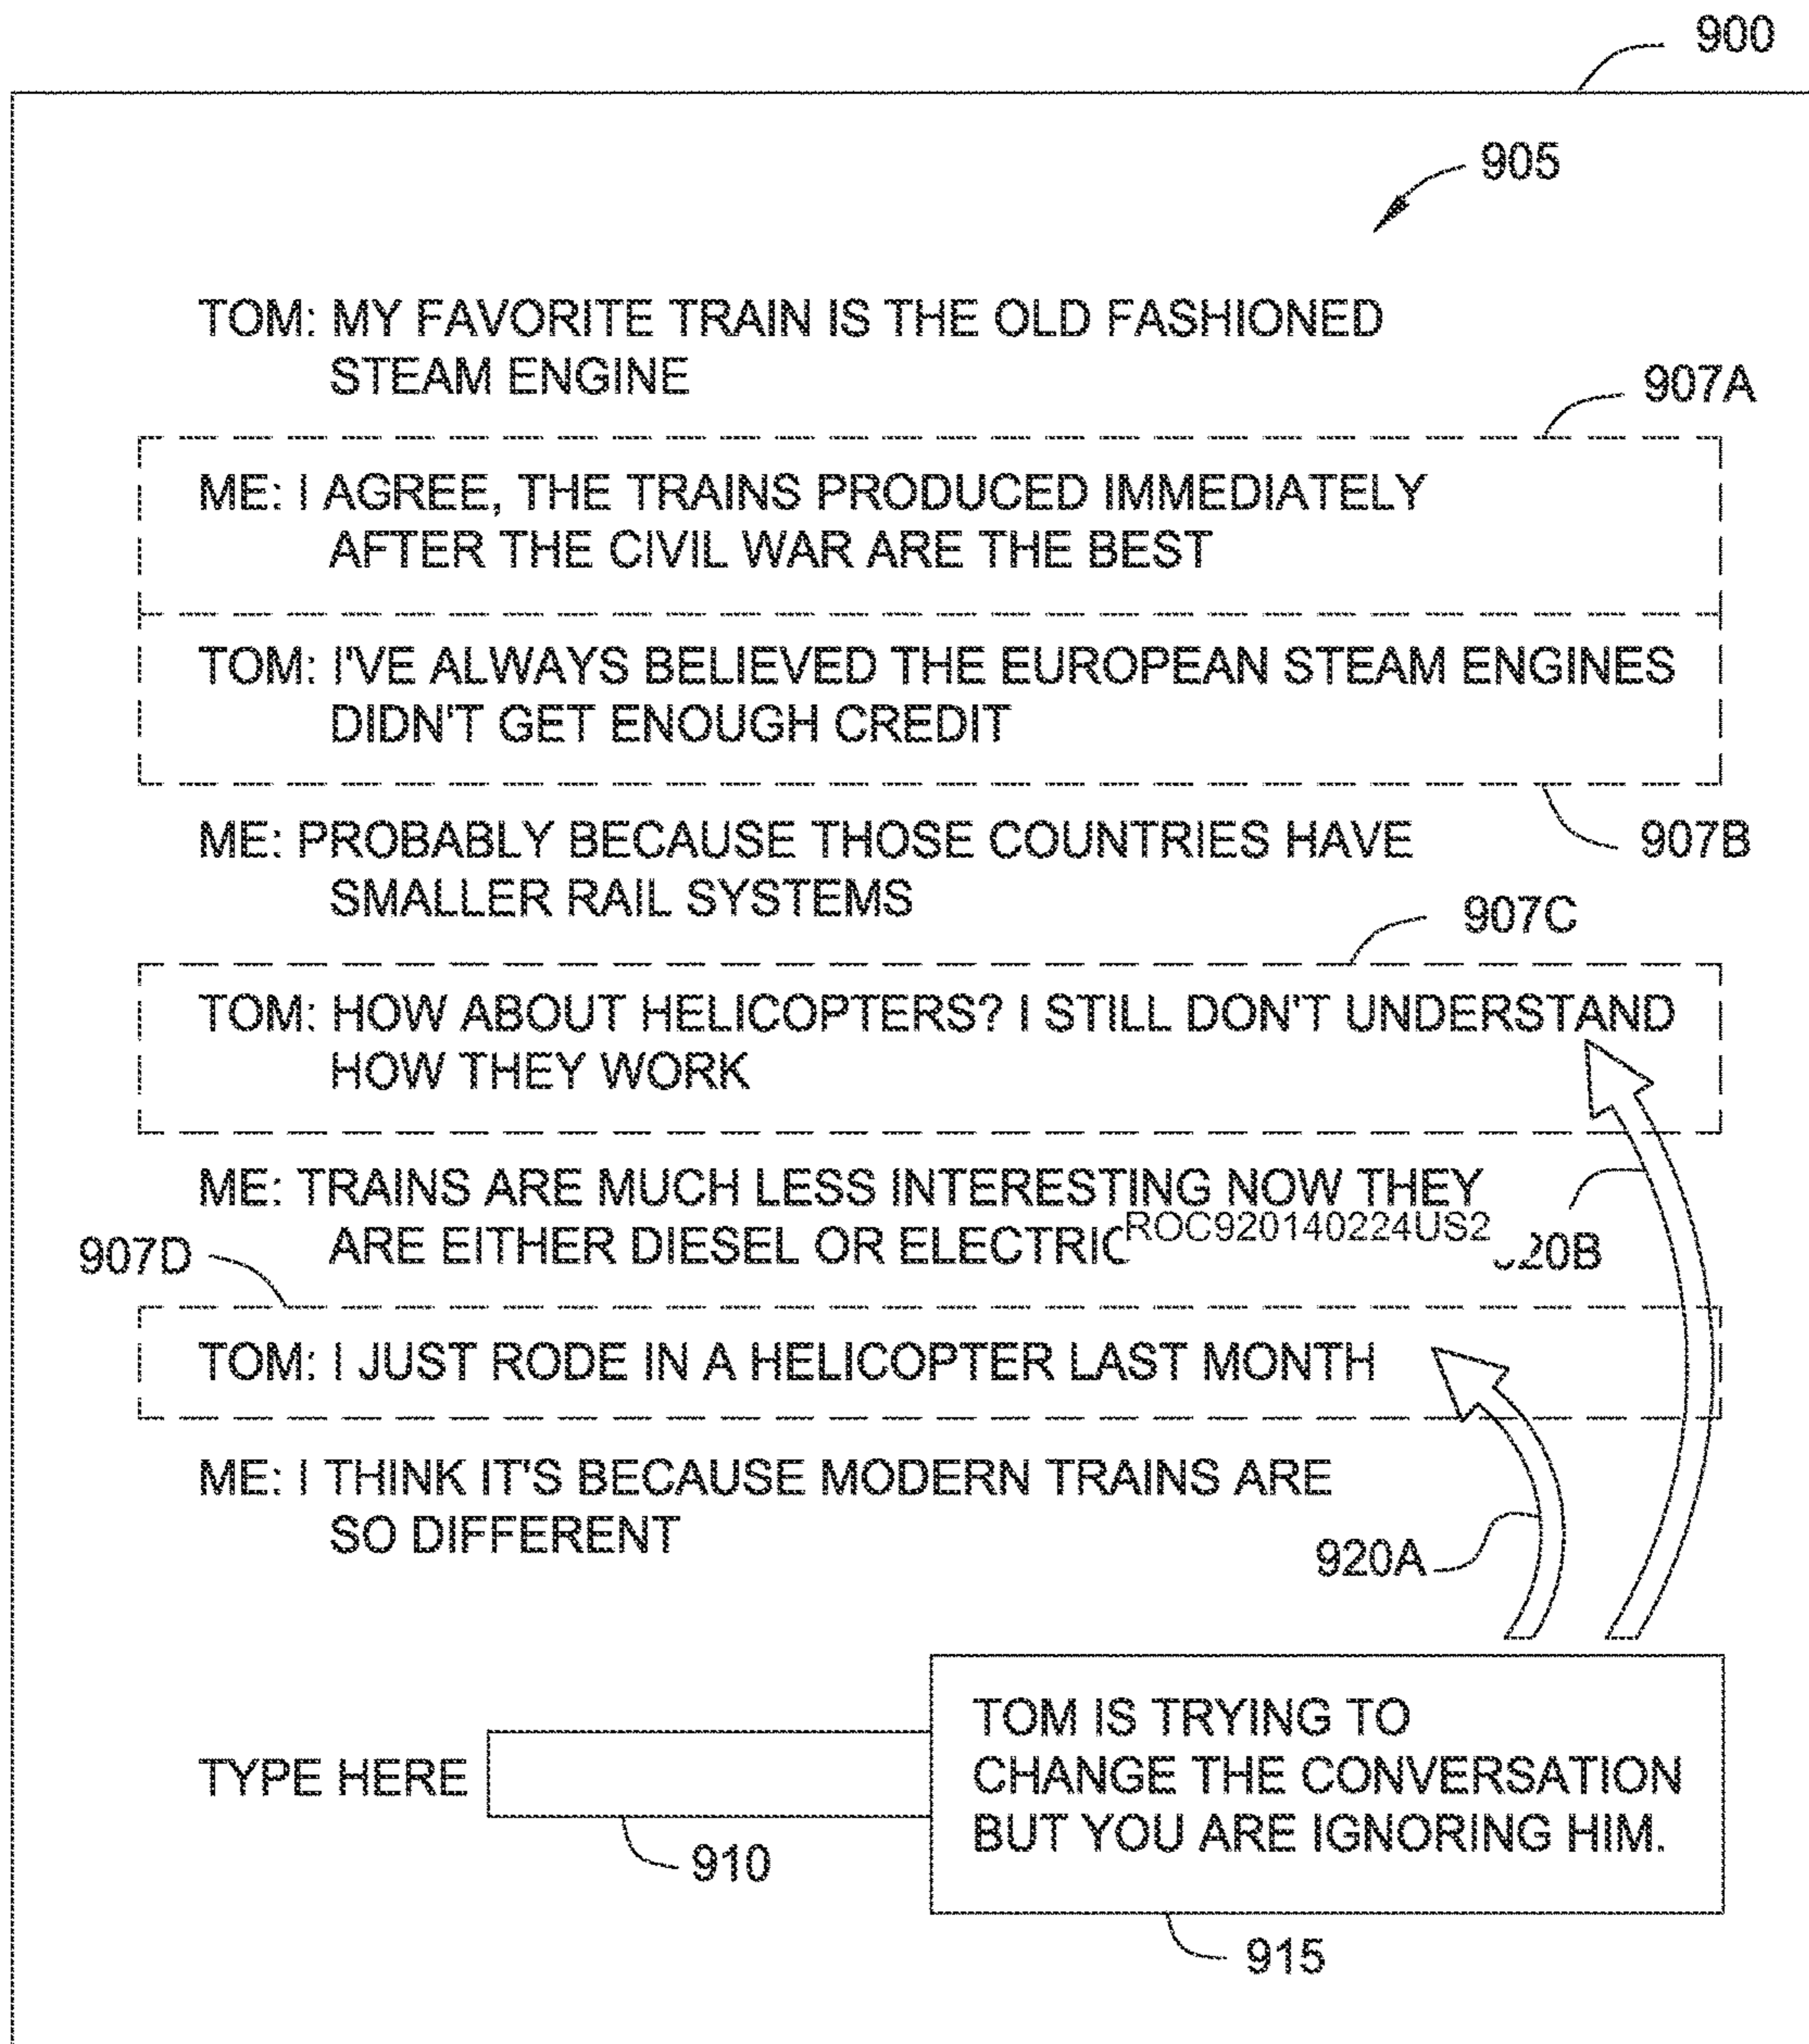 900
905
TOM: MY FAVORITE TRAIN IS THE OLD FASHIONED
STEAM ENGINE
907A
ME: I AGREE, THE TRAINS PRODUCED IMMEDIATELY
AFTER THE CIVIL WAR ARE THE BEST
TOM: I'VE ALWAYS BELIEVED THE EUROPEAN STEAM ENGINES
DIDN'T GET ENOUGH CREDIT
ME: PROBABLY BECAUSE THOSE COUNTRIES HAVE
907B
SMALLER RAIL SYSTEMS
907C
TOM: HOW ABOUT HELICOPTERS? I STILL DON'T UNDERSTAND
HOW THEY WORK
ME: TRAINS ARE MUCH LESS INTERESTING NOW THEY
ARE EITHER DIESEL OR ELECTRIC
ROC920140224US2
20B
907D
TOM: I JUST RODE IN A HELICOPTER LAST MONTH
ME: I THINK IT'S BECAUSE MODERN TRAINS ARE
SO DIFFERENT
920A
TYPE HERE
TOM IS TRYING TO
CHANGE THE CONVERSATION
BUT YOU ARE IGNORING HIM.
910
915